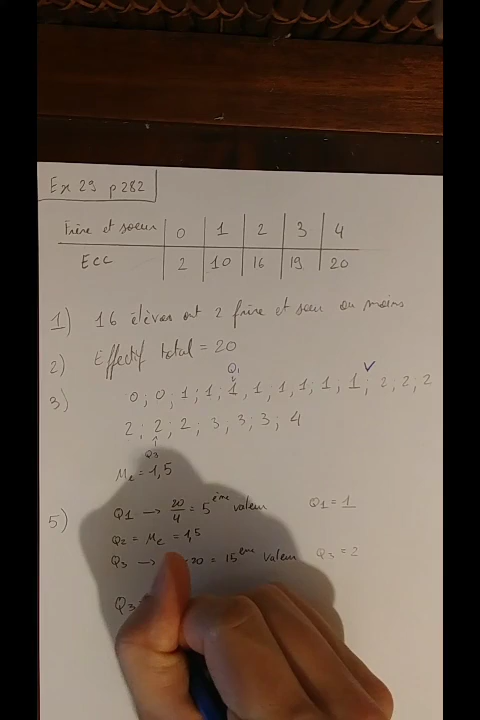 Ex 29 p 282
Frère et soeur 0 1 2 3 4
Ecc 2 10 16 19 20
1) 16 élèves ont 2 frère et soeur ou moins
2) Effectif total = 20
Q1
3) 0 ; 0 ; 1 ; 1 ; 1 ; 1 ; 1 ; 1 ; 1 ; 1 ; 2 ; 2 ; 2
2 ; 2 ; 2 ; 3 ; 3 ; 3 ; 4
Q3
Me = 1,5
5) Q1 → 20/4 = 5ème valeur Q1 = 1
Q2 = Me = 1,5
Q3 → 20 = 15eme valeur Q3 = 2
Q3